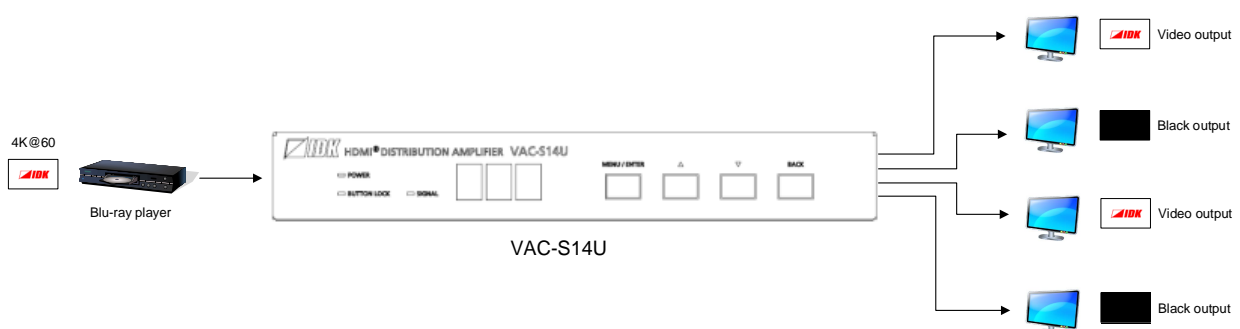 4K@60
IDK
Blu-ray player
IDK HDMI® DISTRIBUTION AMPLIFIER VAC-S14U
POWER
BUTTON LOCK
SIGNAL
MENU / ENTER
△
▽
BACK
VAC-S14U
IDK
Video output
Black output
IDK
Video output
Black output